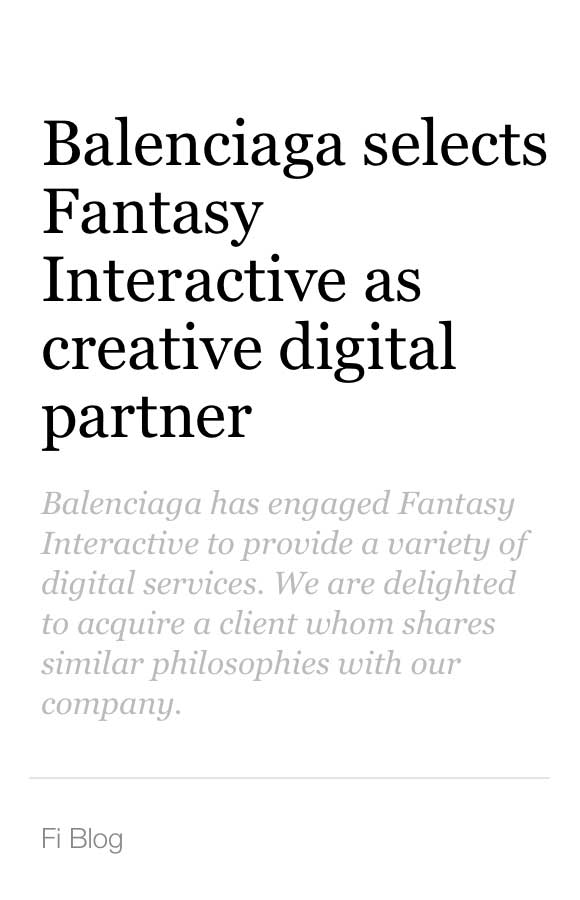 Balenciaga selects
Fantasy
Interactive as
creative digital
partner
Balenciaga has engaged Fantasy
Interactive to provide a variety of
digital services. We are delighted
to acquire a client whom shares
similar philosophies with our
company.
Fi Blog